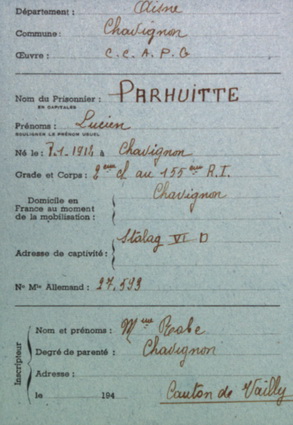 Département : Aisne
Commune : Chavignon
Œuvre : C.C.A.P.G
Nom du Prisonnier : PARHUITTE
EN CAPITALES
Prénoms : Lucien
SOULIGNER LE PRÉNOM USUEL
Né le : 7.1.1914 à Chavignon
Grade et Corps : 2eme cl au 155eme R.I.
Domicile en France au moment de la mobilisation : Chavignon
Adresse de captivité : Stalag VI D
No Mle Allemand : 27.593
Inscripteur
Nom et prénoms : Mme
Degré de parenté : Chavignon
Adresse :
le 194
Canton de Vailly